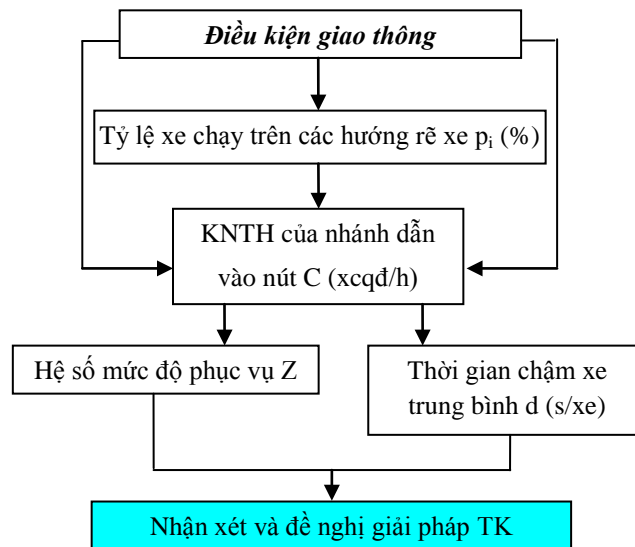 Điều kiện giao thông
Tỷ lệ xe chạy trên các hướng rẽ xe pᵢ (%)
KNTH của nhánh dẫn
vào nút C (xcqđ/h)
Hệ số mức độ phục vụ Z
Thời gian chậm xe
trung bình d (s/xe)
Nhận xét và đề nghị giải pháp TK